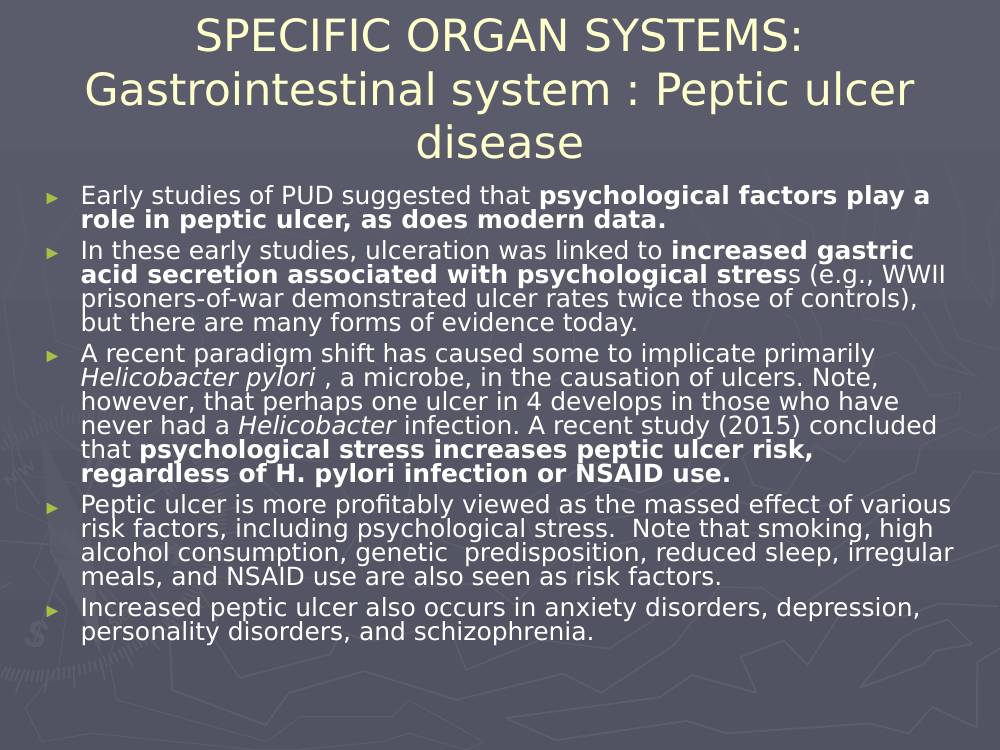 SPECIFIC ORGAN SYSTEMS:
Gastrointestinal system : Peptic ulcer
disease
► Early studies of PUD suggested that psychological factors play a
role in peptic ulcer, as does modern data.
► In these early studies, ulceration was linked to increased gastric
acid secretion associated with psychological stress (e.g., WWII
prisoners-of-war demonstrated ulcer rates twice those of controls),
but there are many forms of evidence today.
► A recent paradigm shift has caused some to implicate primarily
Helicobacter pylori , a microbe, in the causation of ulcers. Note,
however, that perhaps one ulcer in 4 develops in those who have
never had a Helicobacter infection. A recent study (2015) concluded
that psychological stress increases peptic ulcer risk,
regardless of H. pylori infection or NSAID use.
► Peptic ulcer is more profitably viewed as the massed effect of various
risk factors, including psychological stress.  Note that smoking, high
alcohol consumption, genetic  predisposition, reduced sleep, irregular
meals, and NSAID use are also seen as risk factors.
► Increased peptic ulcer also occurs in anxiety disorders, depression,
personality disorders, and schizophrenia.